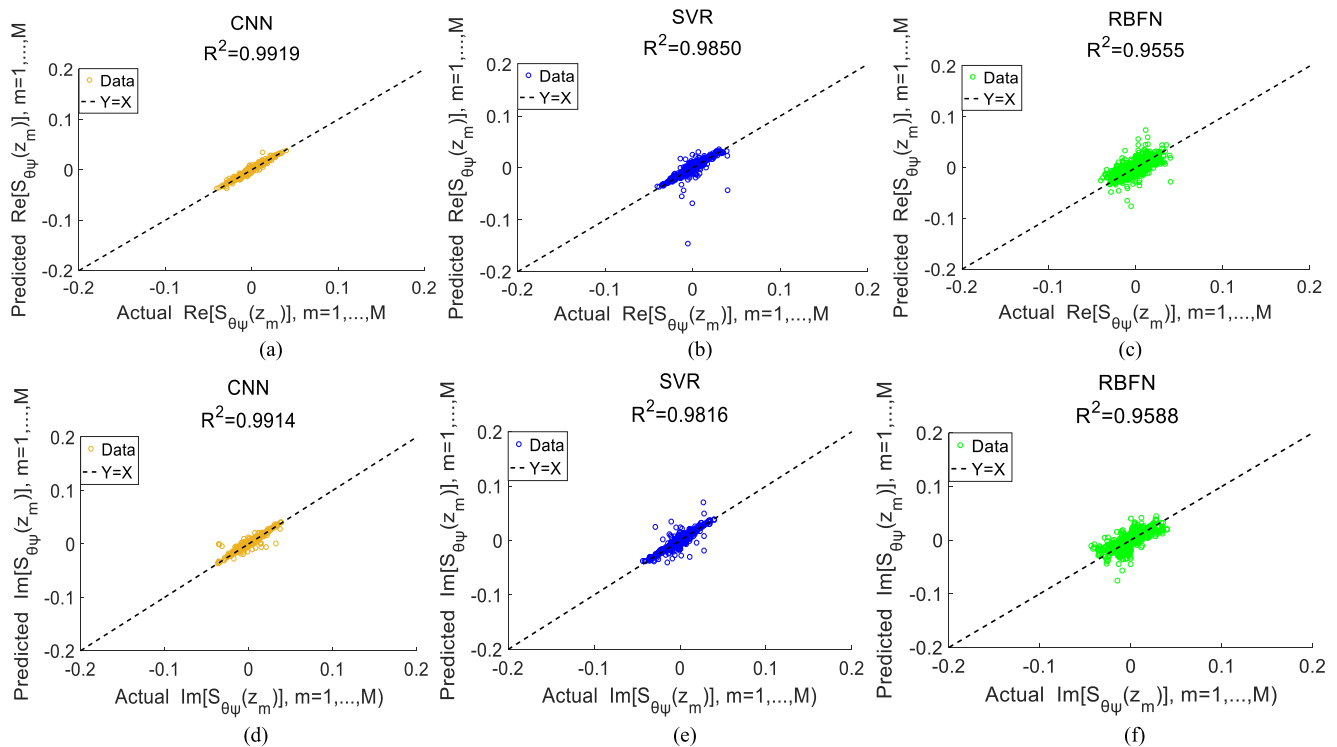 CNN
R²=0.9919
Data
Y=X
0.2
0.1
0
-0.1
-0.2
-0.2
-0.1
0
0.1
0.2
Predicted Re[S_θψ(z_m)], m=1,...,M
Actual Re[S_θψ(z_m)], m=1,...,M
(a)
SVR
R²=0.9850
Data
Y=X
0.2
0.1
0
-0.1
-0.2
-0.2
-0.1
0
0.1
0.2
Predicted Re[S_θψ(z_m)], m=1,...,M
Actual Re[S_θψ(z_m)], m=1,...,M
(b)
RBFN
R²=0.9555
Data
Y=X
0.2
0.1
0
-0.1
-0.2
-0.2
-0.1
0
0.1
0.2
Predicted Re[S_θψ(z_m)], m=1,...,M
Actual Re[S_θψ(z_m)], m=1,...,M
(c)
CNN
R²=0.9914
Data
Y=X
0.2
0.1
0
-0.1
-0.2
-0.2
-0.1
0
0.1
0.2
Predicted Im[S_θψ(z_m)], m=1,...,M
Actual Im[S_θψ(z_m)], m=1,...,M)
(d)
SVR
R²=0.9816
Data
Y=X
0.2
0.1
0
-0.1
-0.2
-0.2
-0.1
0
0.1
0.2
Predicted Im[S_θψ(z_m)], m=1,...,M
Actual Im[S_θψ(z_m)], m=1,...,M)
(e)
RBFN
R²=0.9588
Data
Y=X
0.2
0.1
0
-0.1
-0.2
-0.2
-0.1
0
0.1
0.2
Predicted Im[S_θψ(z_m)], m=1,...,M
Actual Im[S_θψ(z_m)], m=1,...,M)
(f)